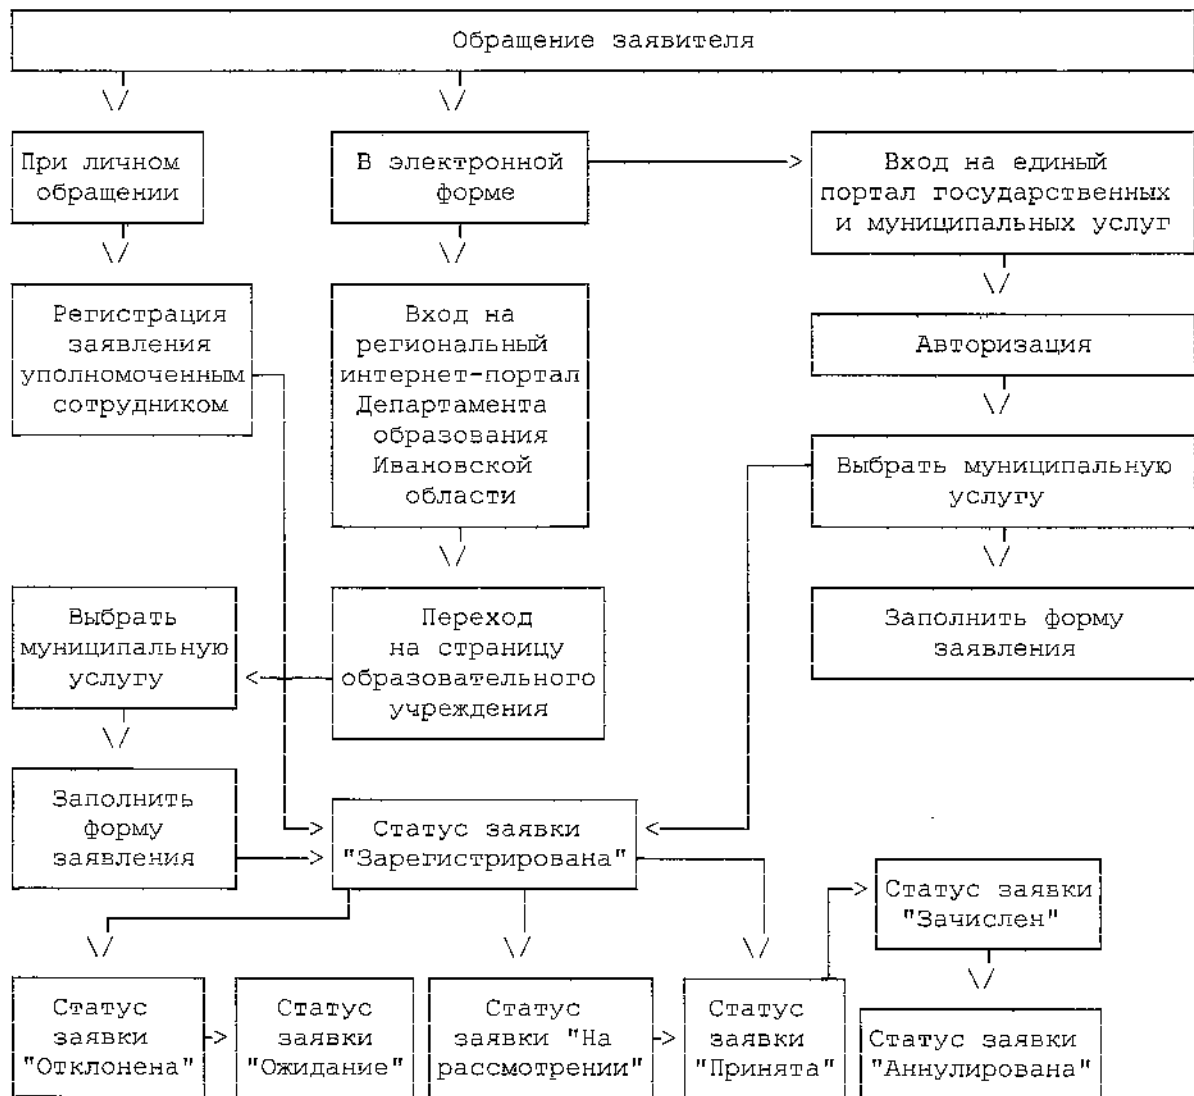 Обращение заявителя
При личном
обращении
В электронной
форме
Вход на единый
портал государственных
и муниципальных услуг
Регистрация
заявления
уполномоченным
сотрудником
Вход на
региональный
интернет-портал
Департамента
образования
Ивановской
области
Авторизация
Выбрать муниципальную
услугу
Выбрать
муниципальную
услугу
Переход
на страницу
образовательного
учреждения
Заполнить форму
заявления
Заполнить
форму
заявления
Статус заявки
"Зарегистрирована"
Статус заявки
"Зачислен"
Статус
заявки
"Отклонена"
Статус
заявки
"Ожидание"
Статус
заявки "На
рассмотрении"
Статус
заявки
"Принята"
Статус заявки
"Аннулирована"